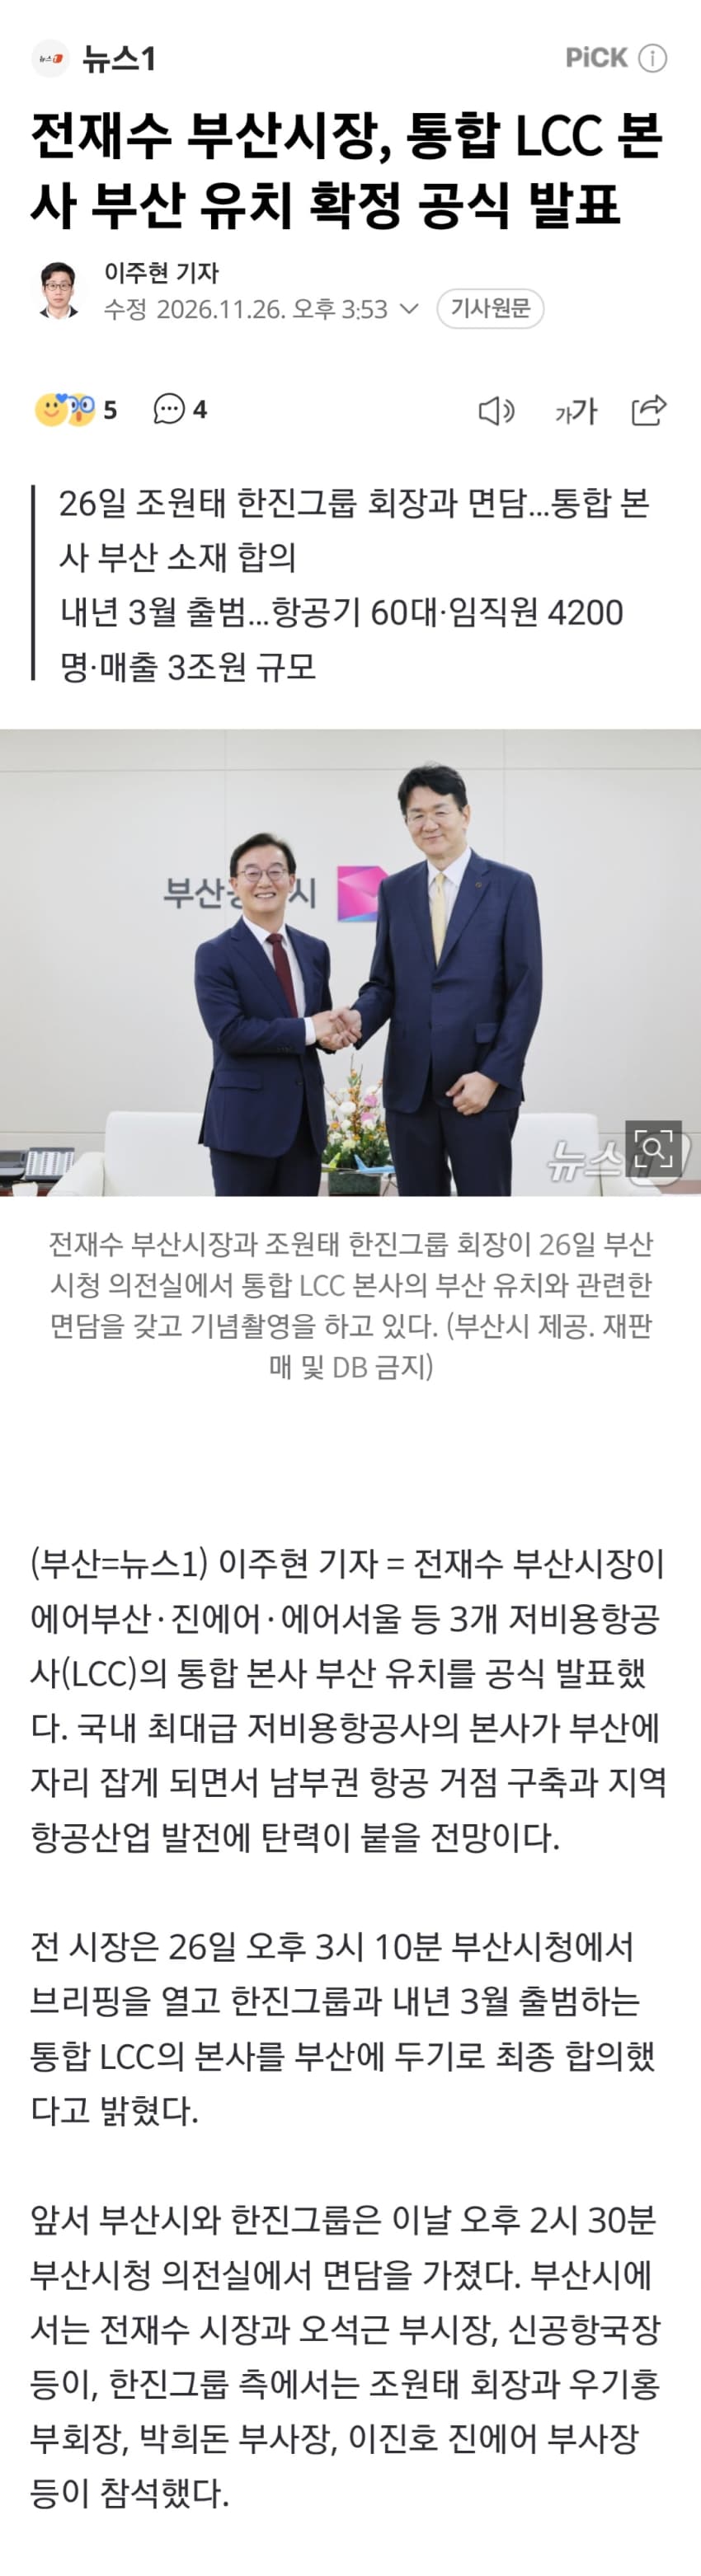 뉴스1
PiCK
전재수 부산시장, 통합 LCC 본
사 부산 유치 확정 공식 발표
이주현 기자
수정 2026.11.26. 오후 3:53
기사원문
5
4
가가
26일 조원태 한진그룹 회장과 면담…통합 본
사 부산 소재 합의
내년 3월 출범…항공기 60대·임직원 4200
명·매출 3조원 규모
부산 시
뉴스
전재수 부산시장과 조원태 한진그룹 회장이 26일 부산
시청 의전실에서 통합 LCC 본사의 부산 유치와 관련한
면담을 갖고 기념촬영을 하고 있다. (부산시 제공. 재판
매 및 DB 금지)
(부산=뉴스1) 이주현 기자 = 전재수 부산시장이
에어부산·진에어·에어서울 등 3개 저비용항공
사(LCC)의 통합 본사 부산 유치를 공식 발표했
다. 국내 최대급 저비용항공사의 본사가 부산에
자리 잡게 되면서 남부권 항공 거점 구축과 지역
항공산업 발전에 탄력이 붙을 전망이다.
전 시장은 26일 오후 3시 10분 부산시청에서
브리핑을 열고 한진그룹과 내년 3월 출범하는
통합 LCC의 본사를 부산에 두기로 최종 합의했
다고 밝혔다.
앞서 부산시와 한진그룹은 이날 오후 2시 30분
부산시청 의전실에서 면담을 가졌다. 부산시에
서는 전재수 시장과 오석근 부시장, 신공항국장
등이, 한진그룹 측에서는 조원태 회장과 우기홍
부회장, 박희돈 부사장, 이진호 진에어 부사장
등이 참석했다.